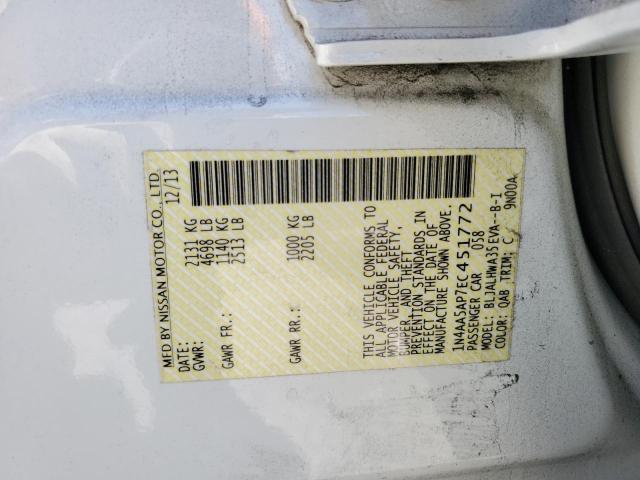 MFD BY NISSAN MOTOR CO., LTD.
DATE: 12/13
GVWR: 2131 KG
4698 LB
GAWR FR.: 1140 KG
2513 LB
GAWR RR.: 1000 KG
2205 LB
THIS VEHICLE CONFORMS TO
ALL APPLICABLE FEDERAL
MOTOR VEHICLE SAFETY,
BUMPER, AND THEFT
PREVENTION STANDARDS IN
EFFECT ON THE DATE OF
MANUFACTURE SHOWN ABOVE.
1N4AA5AP7EC451772
PASSENGER CAR 058
MODEL: BLJALHWA35EVA--B-I
COLOR: QAB TRIM: C 9N00A